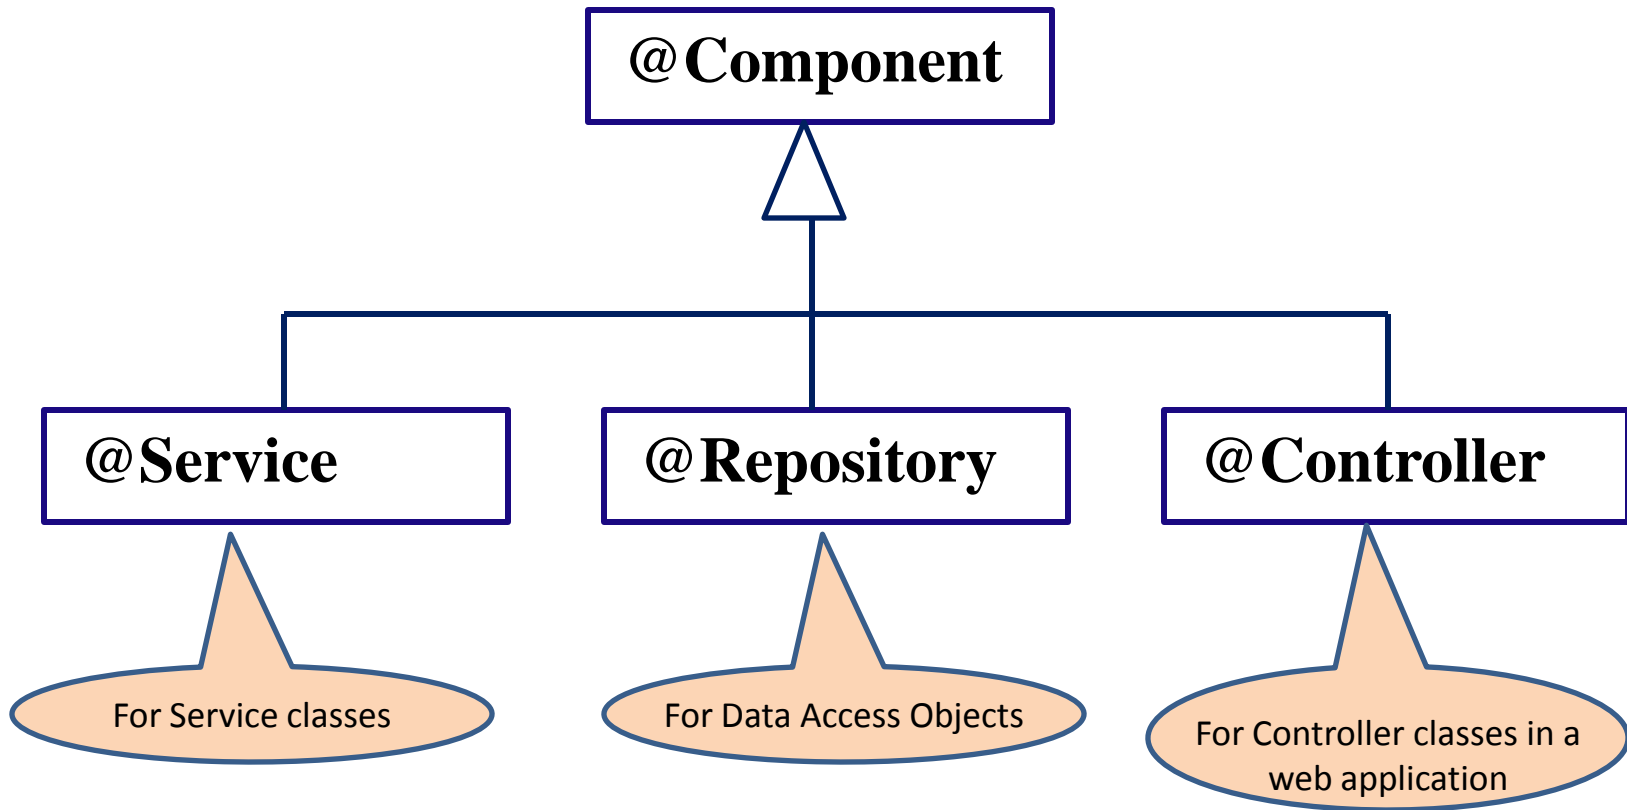 @Component
@Service
@Repository
@Controller
For Service classes
For Data Access Objects
For Controller classes in a
web application